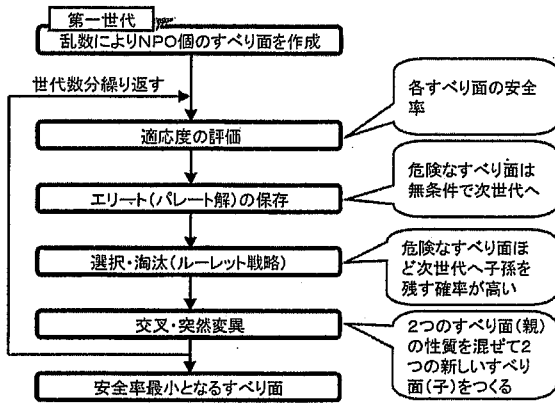 第一世代
乱数によりNPO個のすべり面を作成
世代数分繰り返す
各すべり面の安全
率
適応度の評価
危険なすべり面は
無条件で次世代へ
エリート(パレート解)の保存
危険なすべり面ほ
ど次世代へ子孫を
残す確率が高い
選択・淘汰(ルーレット戦略)
交叉・突然変異
2つのすべり面(親)
の性質を混ぜて2
つの新しいすべり
面(子)をつくる
安全率最小となるすべり面